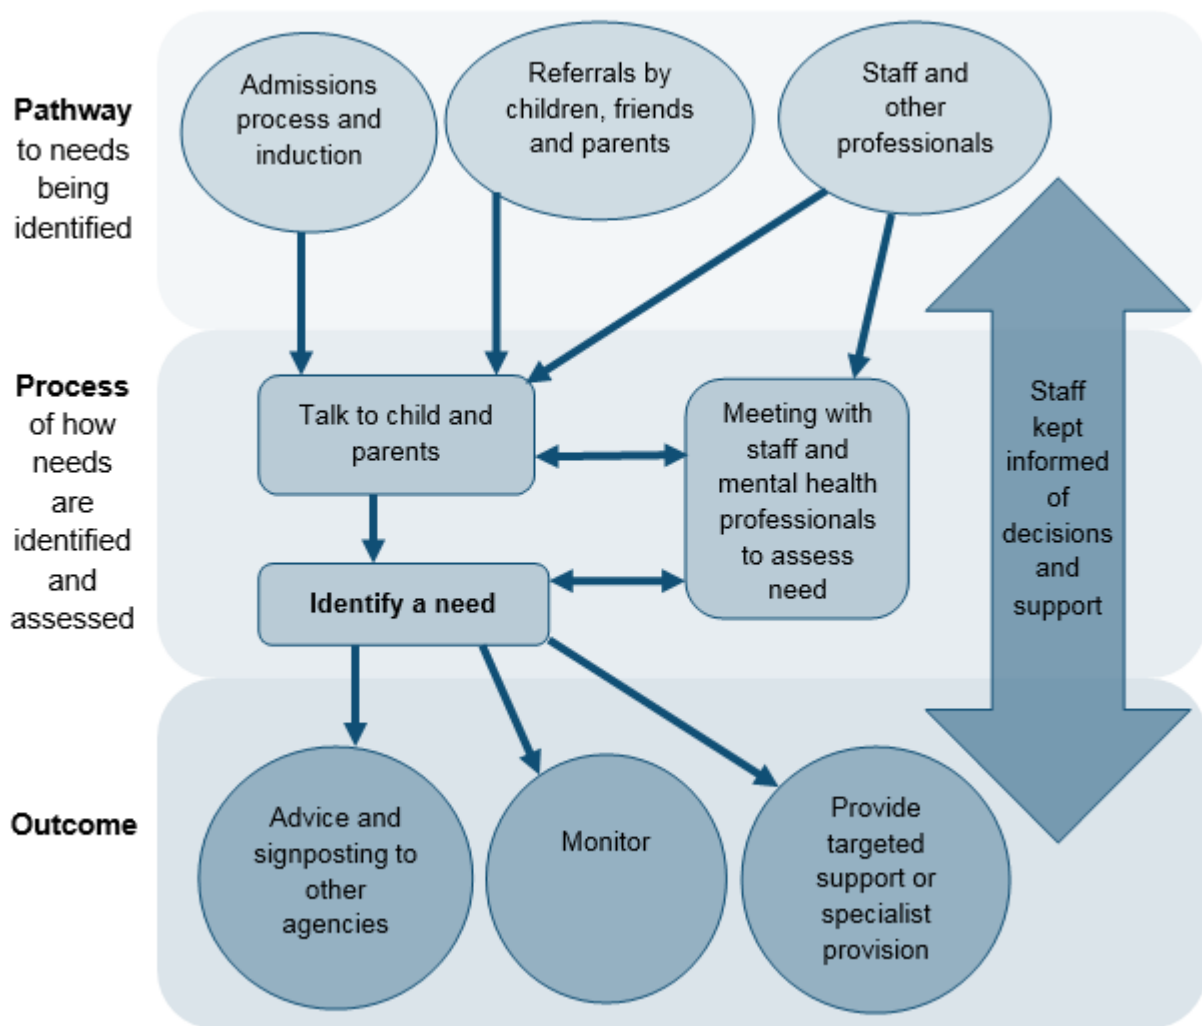 Pathway
to needs
being
identified
Admissions
process and
induction
Referrals by
children, friends
and parents
Staff and
other
professionals
Process
of how
needs
are
identified
and
assessed
Talk to child and
parents
Meeting with
staff and
mental health
professionals
to assess
need
Identify a need
Staff
kept
informed
of
decisions
and
support
Outcome
Advice and
signposting to
other
agencies
Monitor
Provide
targeted
support or
specialist
provision